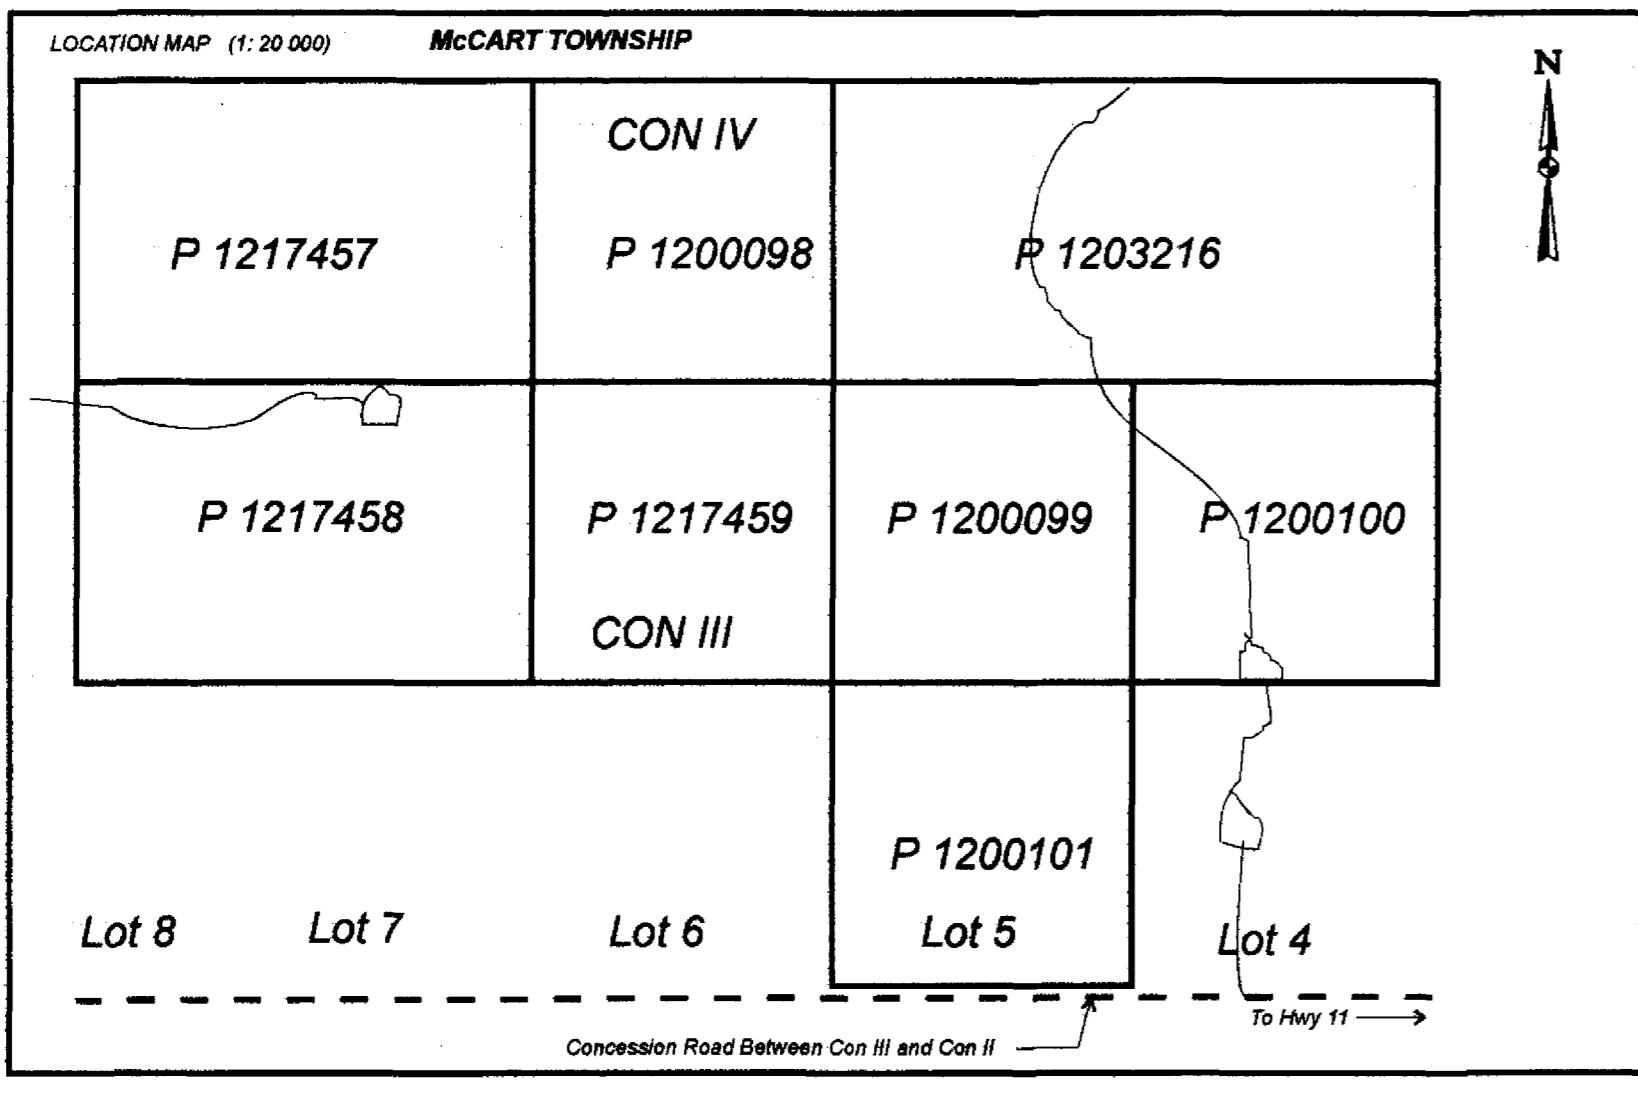 LOCATION MAP (1: 20 000)
McCART TOWNSHIP
N
CON IV
P 1217457
P 1200098
P 1203216
P 1217458
P 1217459
P 1200099
P 1200100
CON III
P 1200101
Lot 8
Lot 7
Lot 6
Lot 5
Lot 4
To Hwy 11
Concession Road Between Con III and Con II